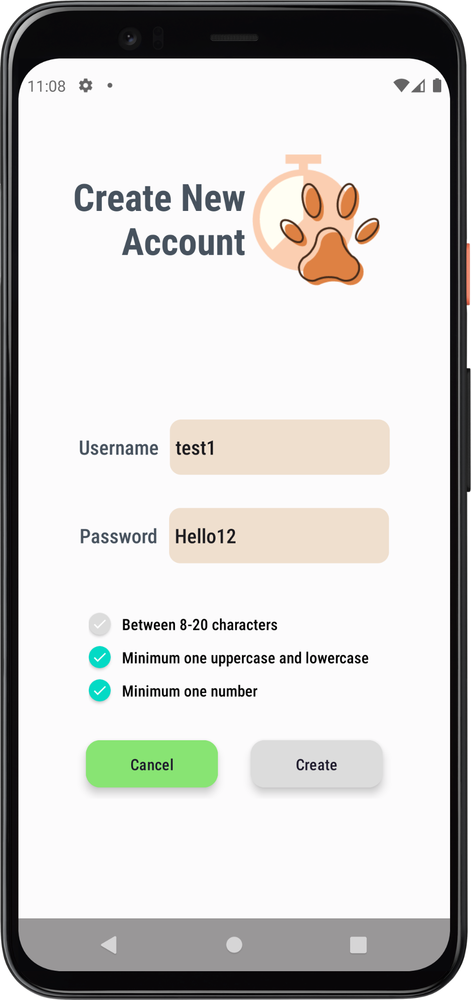 11:08
Create New
Account
Username test1
Password Hello12
Between 8-20 characters
Minimum one uppercase and lowercase
Minimum one number
Cancel Create